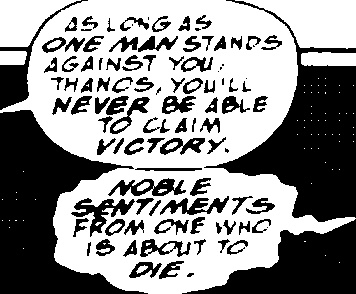 AS LONG AS
ONE MAN STANDS
AGAINST YOU,
THANOS, YOU'LL
NEVER BE ABLE
TO CLAIM
VICTORY.
NOBLE
SENTIMENTS
FROM ONE WHO
IS ABOUT TO
DIE.